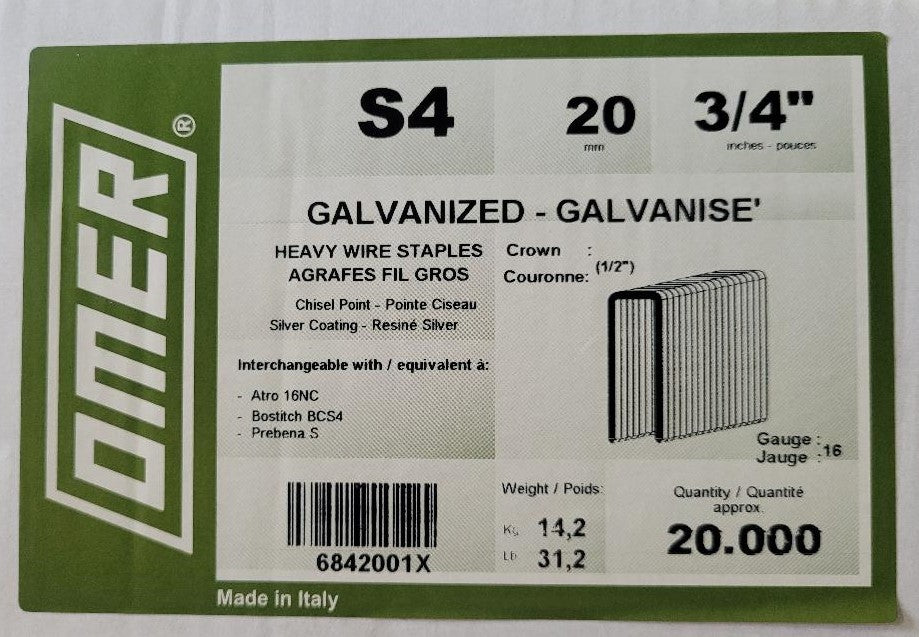 OMER®
S4
20
mm
3/4"
inches - pouces
GALVANIZED - GALVANISE'
HEAVY WIRE STAPLES
AGRAFES FIL GROS
Chisel Point - Pointe Ciseau
Silver Coating - Resiné Silver
Crown :
Couronne: (1/2")
Interchangeable with / equivalent à:
- Atro 16NC
- Bostitch BCS4
- Prebena S
Gauge :
Jauge : 16
6842001X
Weight / Poids:
Kg 14,2
Lb 31,2
Quantity / Quantité
approx.
20.000
Made in Italy